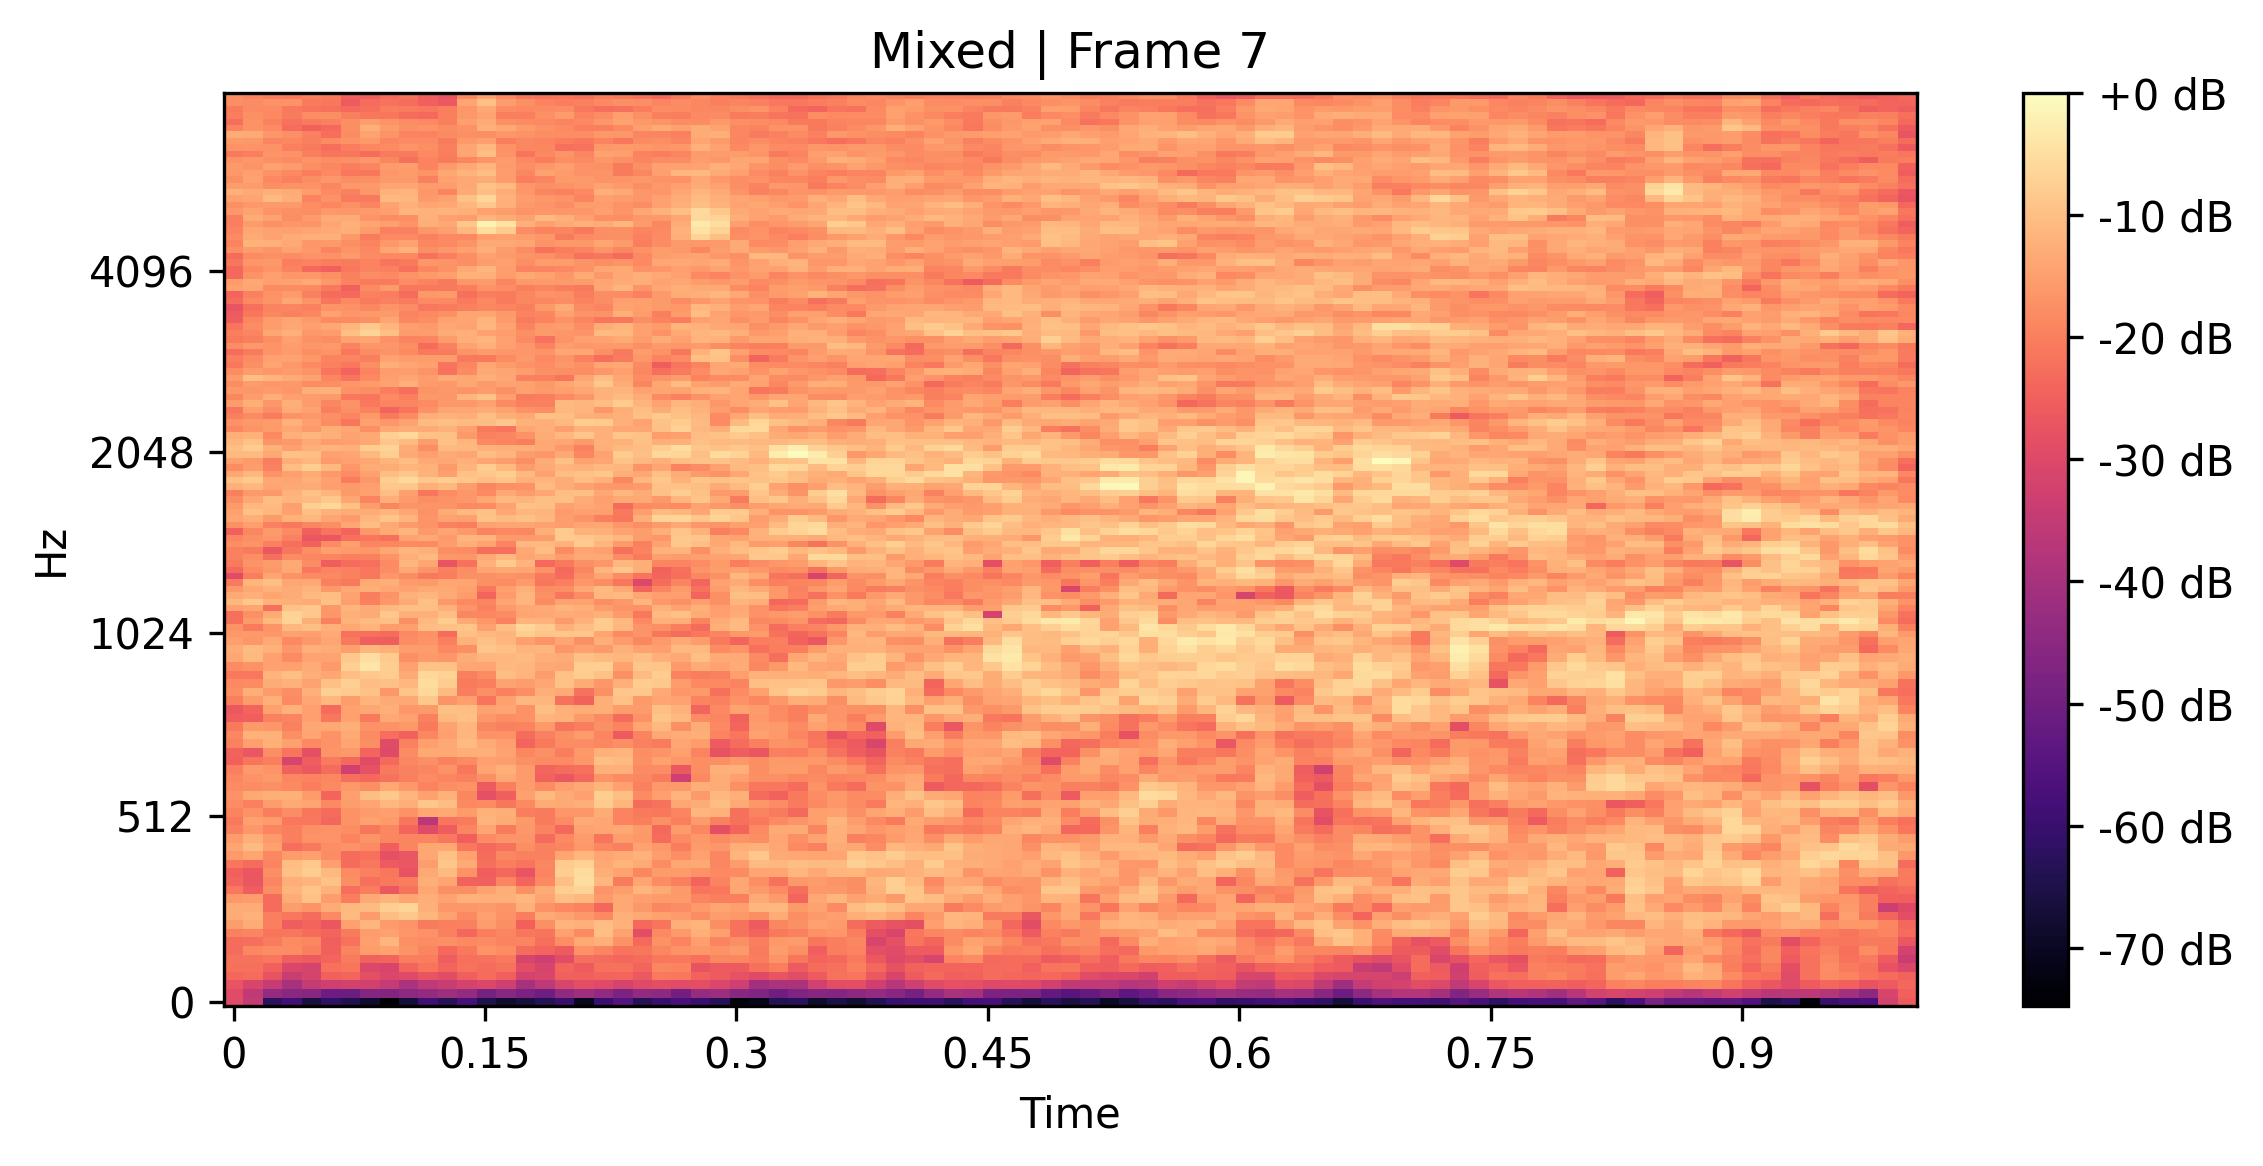 Mixed | Frame 7
Hz
4096
2048
1024
512
0
0 0.15 0.3 0.45 0.6 0.75 0.9
Time
+0 dB
-10 dB
-20 dB
-30 dB
-40 dB
-50 dB
-60 dB
-70 dB